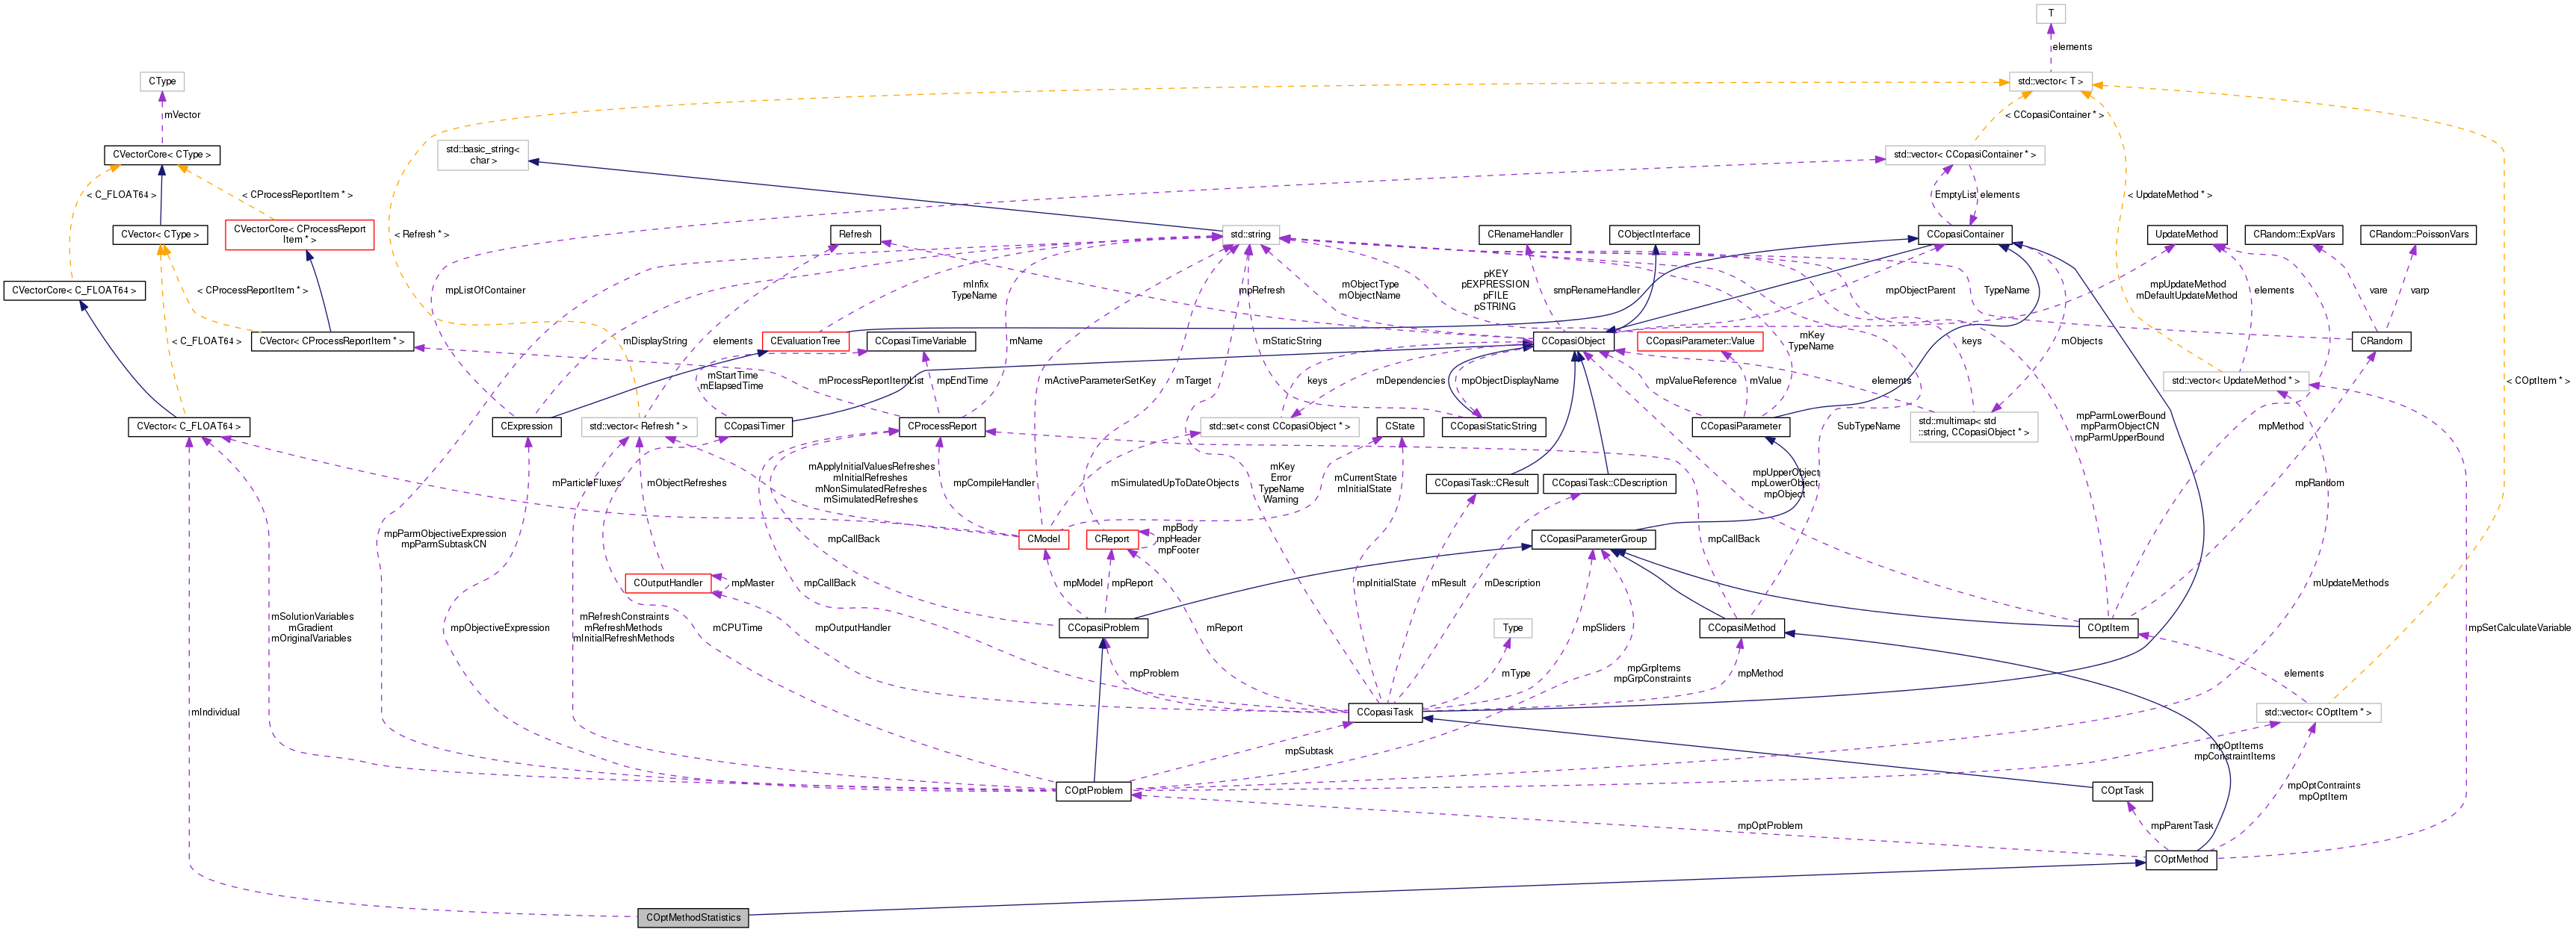 T
elements
CType
std::vector< T >
mVector
< CCopasiContainer * >
std::basic_string<
char >
CVectorCore< CType >
std::vector< CCopasiContainer * >
< C_FLOAT64 >
< CProcessReportItem * >
EmptyList
elements
< UpdateMethod * >
CVector< CType >
CVectorCore< CProcessReport
Item * >
< Refresh * >
Refresh
std::string
CRenameHandler
CObjectInterface
CCopasiContainer
UpdateMethod
CRandom::ExpVars
CRandom::PoissonVars
CVectorCore< C_FLOAT64 >
< CProcessReportItem * >
mpListOfContainer
mInfix
TypeName
mpRefresh
mObjectType
mObjectName
pKEY
pEXPRESSION
pFILE
pSTRING
smpRenameHandler
mpObjectParent
TypeName
mpUpdateMethod
mDefaultUpdateMethod
elements
vare
varp
< C_FLOAT64 >
CVector< CProcessReportItem * >
mDisplayString
elements
CEvaluationTree
CCopasiTimeVariable
mName
mStaticString
CCopasiObject
CCopasiParameter::Value
mKey
TypeName
keys
mObjects
CRandom
mStartTime
mElapsedTime
mProcessReportItemList
mpEndTime
mActiveParameterSetKey
mTarget
keys
mDependencies
mpObjectDisplayName
mpValueReference
mValue
elements
std::vector< UpdateMethod * >
< COptItem * >
CVector< C_FLOAT64 >
CExpression
std::vector< Refresh * >
CCopasiTimer
CProcessReport
std::set< const CCopasiObject * >
CState
CCopasiStaticString
CCopasiParameter
SubTypeName
std::multimap< std
::string, CCopasiObject * >
mpParmLowerBound
mpParmObjectCN
mpParmUpperBound
mpMethod
mParticleFluxes
mObjectRefreshes
mApplyInitialValuesRefreshes
mInitialRefreshes
mNonSimulatedRefreshes
mSimulatedRefreshes
mpCompileHandler
mSimulatedUpToDateObjects
mKey
Error
TypeName
Warning
mCurrentState
mInitialState
CCopasiTask::CResult
CCopasiTask::CDescription
mpUpperObject
mpLowerObject
mpObject
mpRandom
mpParmObjectiveExpression
mpParmSubtaskCN
mpCallBack
CModel
CReport
mpBody
mpHeader
mpFooter
CCopasiParameterGroup
mpCallBack
COutputHandler
mpMaster
mpCallBack
mpModel
mpReport
mpInitialState
mResult
mDescription
mUpdateMethods
mSolutionVariables
mGradient
mOriginalVariables
mpObjectiveExpression
mRefreshConstraints
mRefreshMethods
mInitialRefreshMethods
mCPUTime
mpOutputHandler
CCopasiProblem
mReport
Type
mpSliders
CCopasiMethod
COptItem
mpSetCalculateVariable
mpProblem
mType
mpGrpItems
mpGrpConstraints
mpMethod
elements
mIndividual
CCopasiTask
std::vector< COptItem * >
mpSubtask
mpOptItems
mpConstraintItems
COptProblem
COptTask
mpOptContraints
mpOptItem
mpOptProblem
mpParentTask
COptMethod
COptMethodStatistics